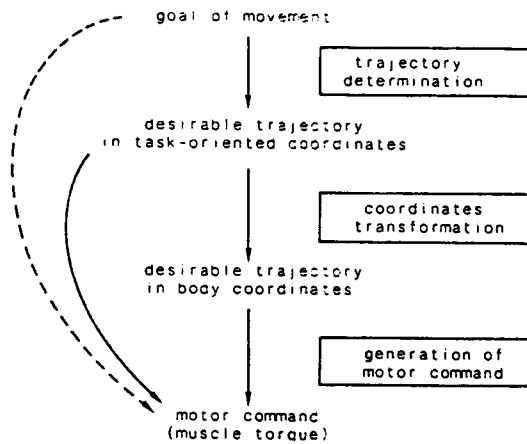 goal of movement
trajectory
determination
desirable trajectory
in task-oriented coordinates
coordinates
transformation
desirable trajectory
in body coordinates
generation of
motor command
motor command
(muscle torque)